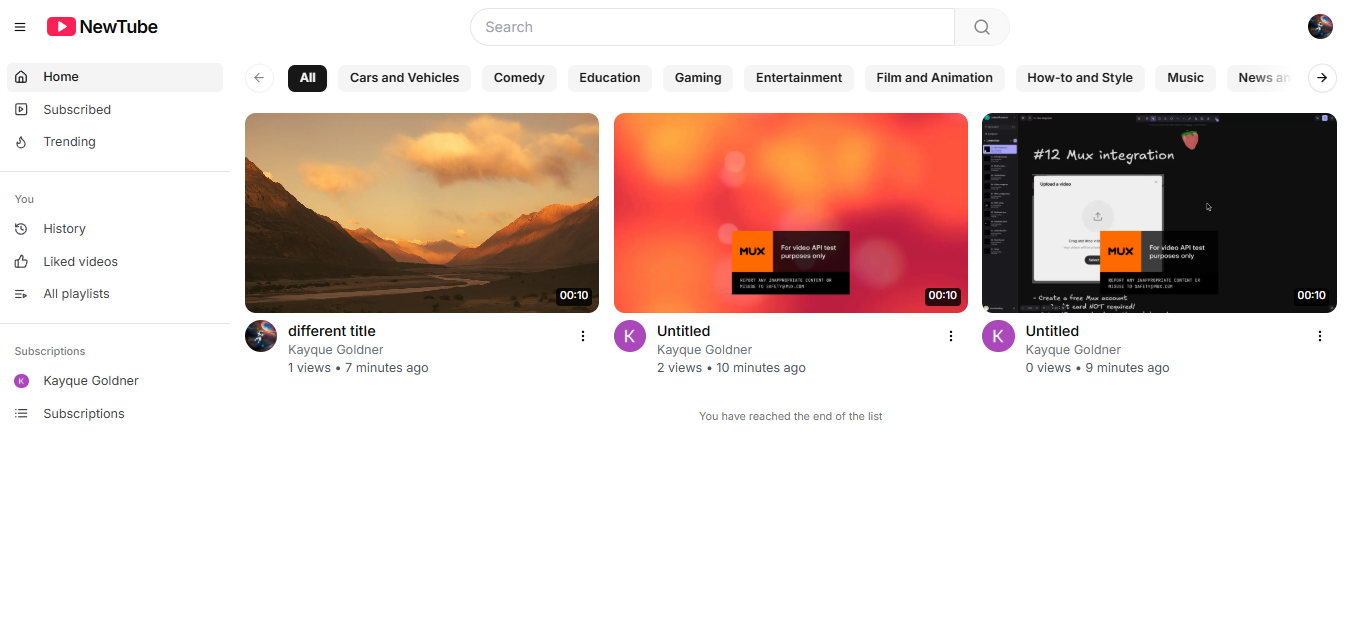 NewTube
Search
Home
Subscribed
Trending
You
History
Liked videos
All playlists
Subscriptions
K Kayque Goldner
Subscriptions
All Cars and Vehicles Comedy Education Gaming Entertainment Film and Animation How-to and Style Music News an
00:10
different title
Kayque Goldner
1 views • 7 minutes ago
MUX
For video API test
purposes only
REPORT ANY INAPPROPRIATE CONTENT OR
MISUSE TO SAFETY@MUX.COM
00:10
K
Untitled
Kayque Goldner
2 views • 10 minutes ago
#12 Mux integration
Upload a video
Drag and drop
MUX
For video API test
purposes only
REPORT ANY INAPPROPRIATE CONTENT OR
MISUSE TO SAFETY@MUX.COM
- Create a free Mux account
card NOT required!
00:10
K
Untitled
Kayque Goldner
0 views • 9 minutes ago
You have reached the end of the list